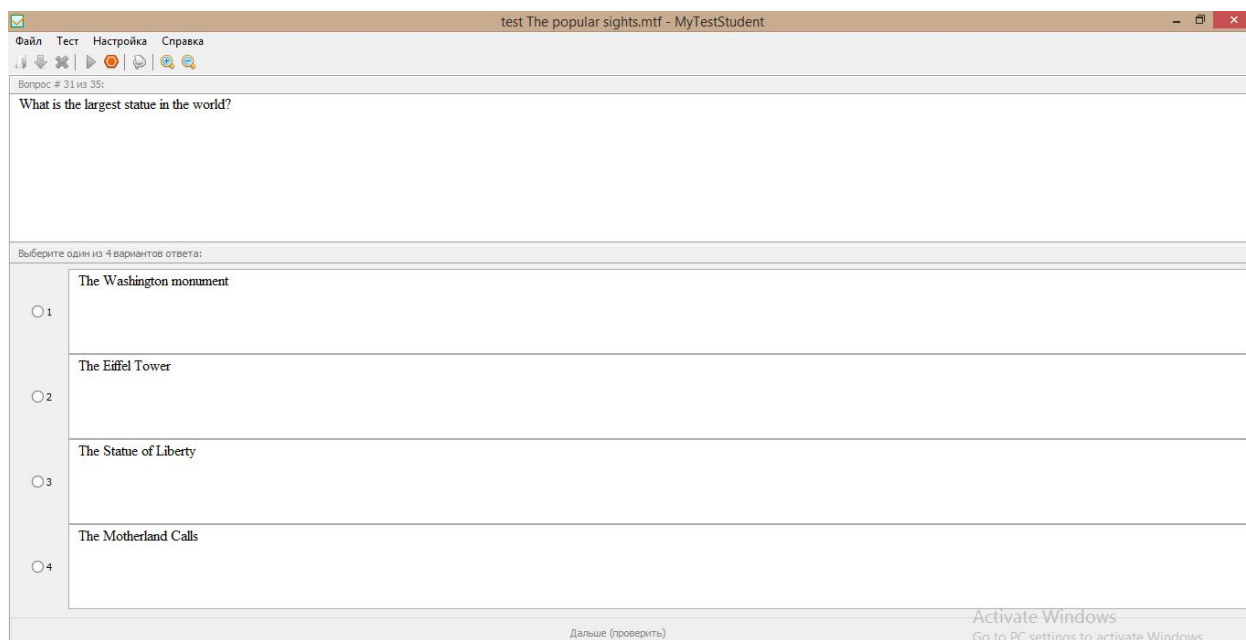 test The popular sights.mtf - MyTestStudent
Файл Тест Настройка Справка
Вопрос # 31 из 35:
What is the largest statue in the world?
Выберите один из 4 вариантов ответа:
The Washington monument
1
The Eiffel Tower
2
The Statue of Liberty
3
The Motherland Calls
4
Activate Windows
Дальше (проверить)
Go to PC settings to activate Windows.